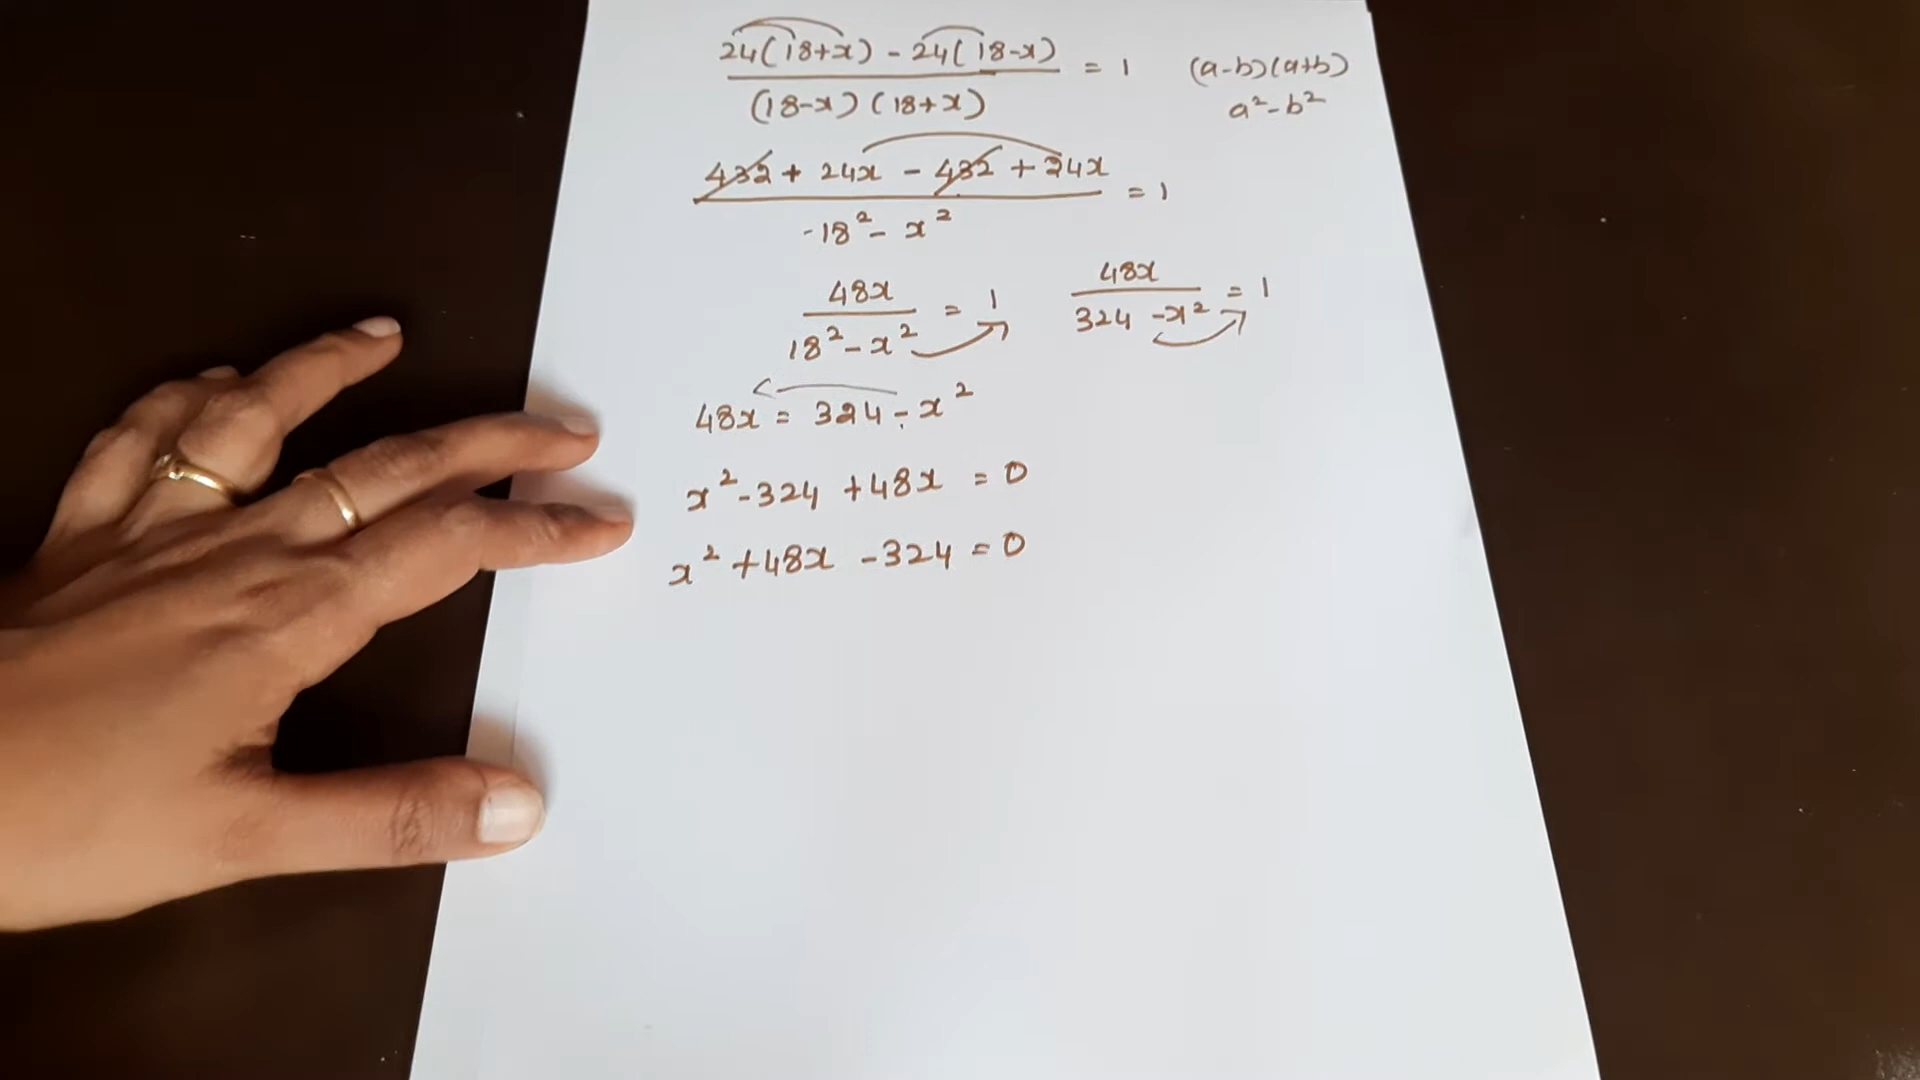 24(18+x) - 24(18-x) / (18-x)(18+x) = 1
(a-b)(a+b)
a² - b²
432 + 24x - 432 + 24x / 18² - x² = 1
48x / 18² - x² = 1
48x / 324 - x² = 1
48x = 324 - x²
x² - 324 + 48x = 0
x² + 48x - 324 = 0